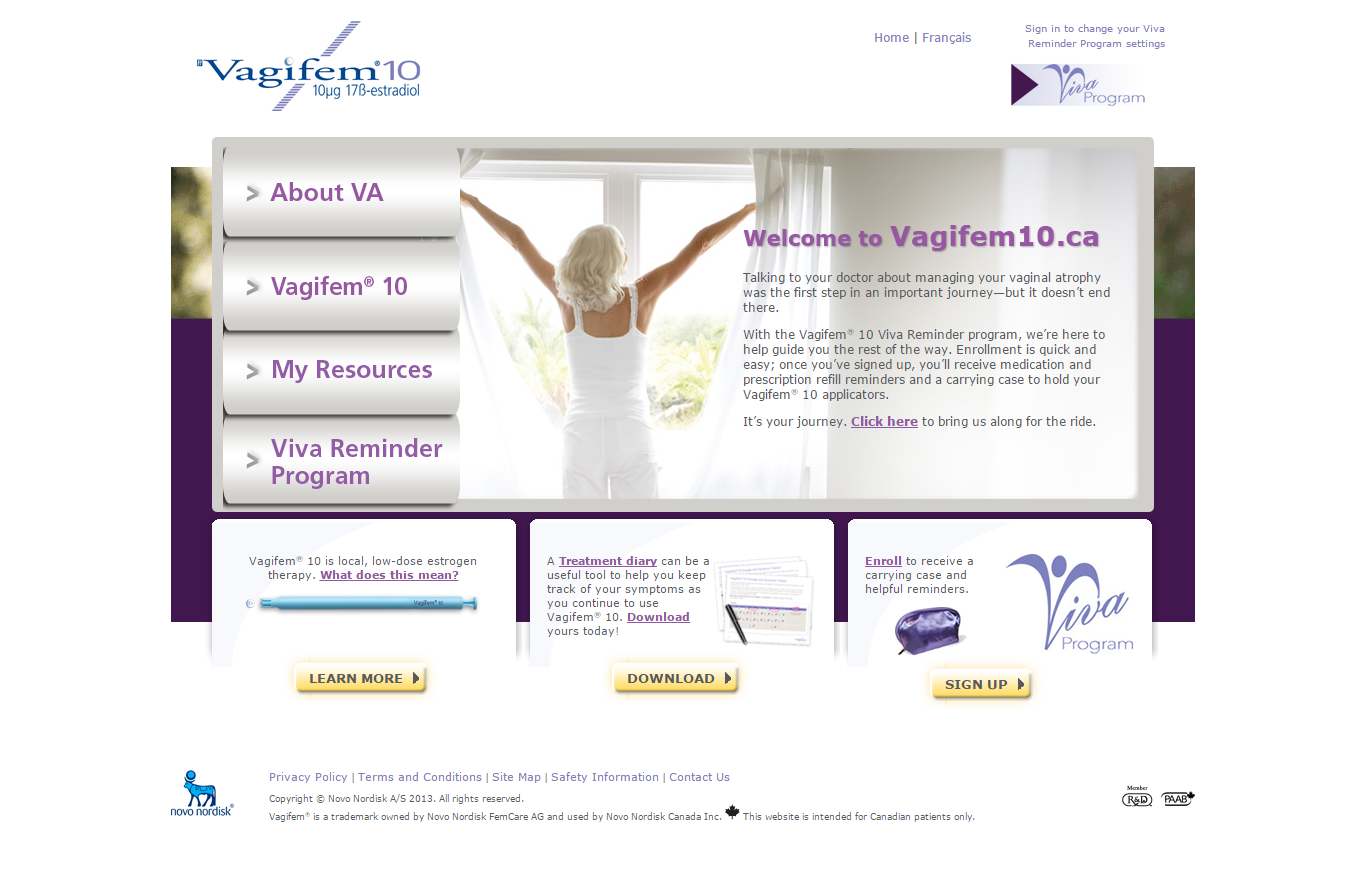 Vagifem®10
10µg 17ß-estradiol
Home | Français
Sign in to change your Viva
Reminder Program settings
Viva
Program
> About VA
> Vagifem® 10
> My Resources
> Viva Reminder
Program
Welcome to Vagifem10.ca
Talking to your doctor about managing your vaginal atrophy
was the first step in an important journey—but it doesn’t end
there.
With the Vagifem® 10 Viva Reminder program, we’re here to
help guide you the rest of the way. Enrollment is quick and
easy; once you’ve signed up, you’ll receive medication and
prescription refill reminders and a carrying case to hold your
Vagifem® 10 applicators.
It’s your journey. Click here to bring us along for the ride.
Vagifem® 10 is local, low-dose estrogen
therapy. What does this mean?
Vagifem® 10
LEARN MORE
A Treatment diary can be a
useful tool to help you keep
track of your symptoms as
you continue to use
Vagifem® 10. Download
yours today!
DOWNLOAD
Enroll to receive a
carrying case and
helpful reminders.
Viva
Program
SIGN UP
novo nordisk®
Privacy Policy | Terms and Conditions | Site Map | Safety Information | Contact Us
Copyright © Novo Nordisk A/S 2013. All rights reserved.
Vagifem® is a trademark owned by Novo Nordisk FemCare AG and used by Novo Nordisk Canada Inc. This website is intended for Canadian patients only.
Member
R&D
PAAB